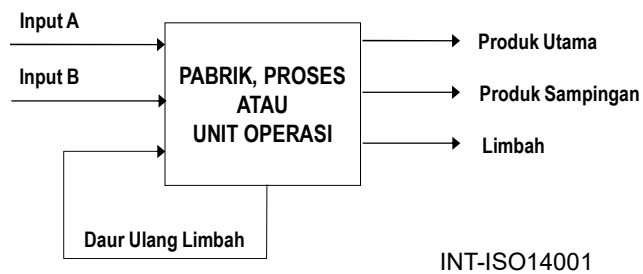 Input A
Input B
PABRIK, PROSES
ATAU
UNIT OPERASI
Produk Utama
Produk Sampingan
Limbah
Daur Ulang Limbah
INT-ISO14001